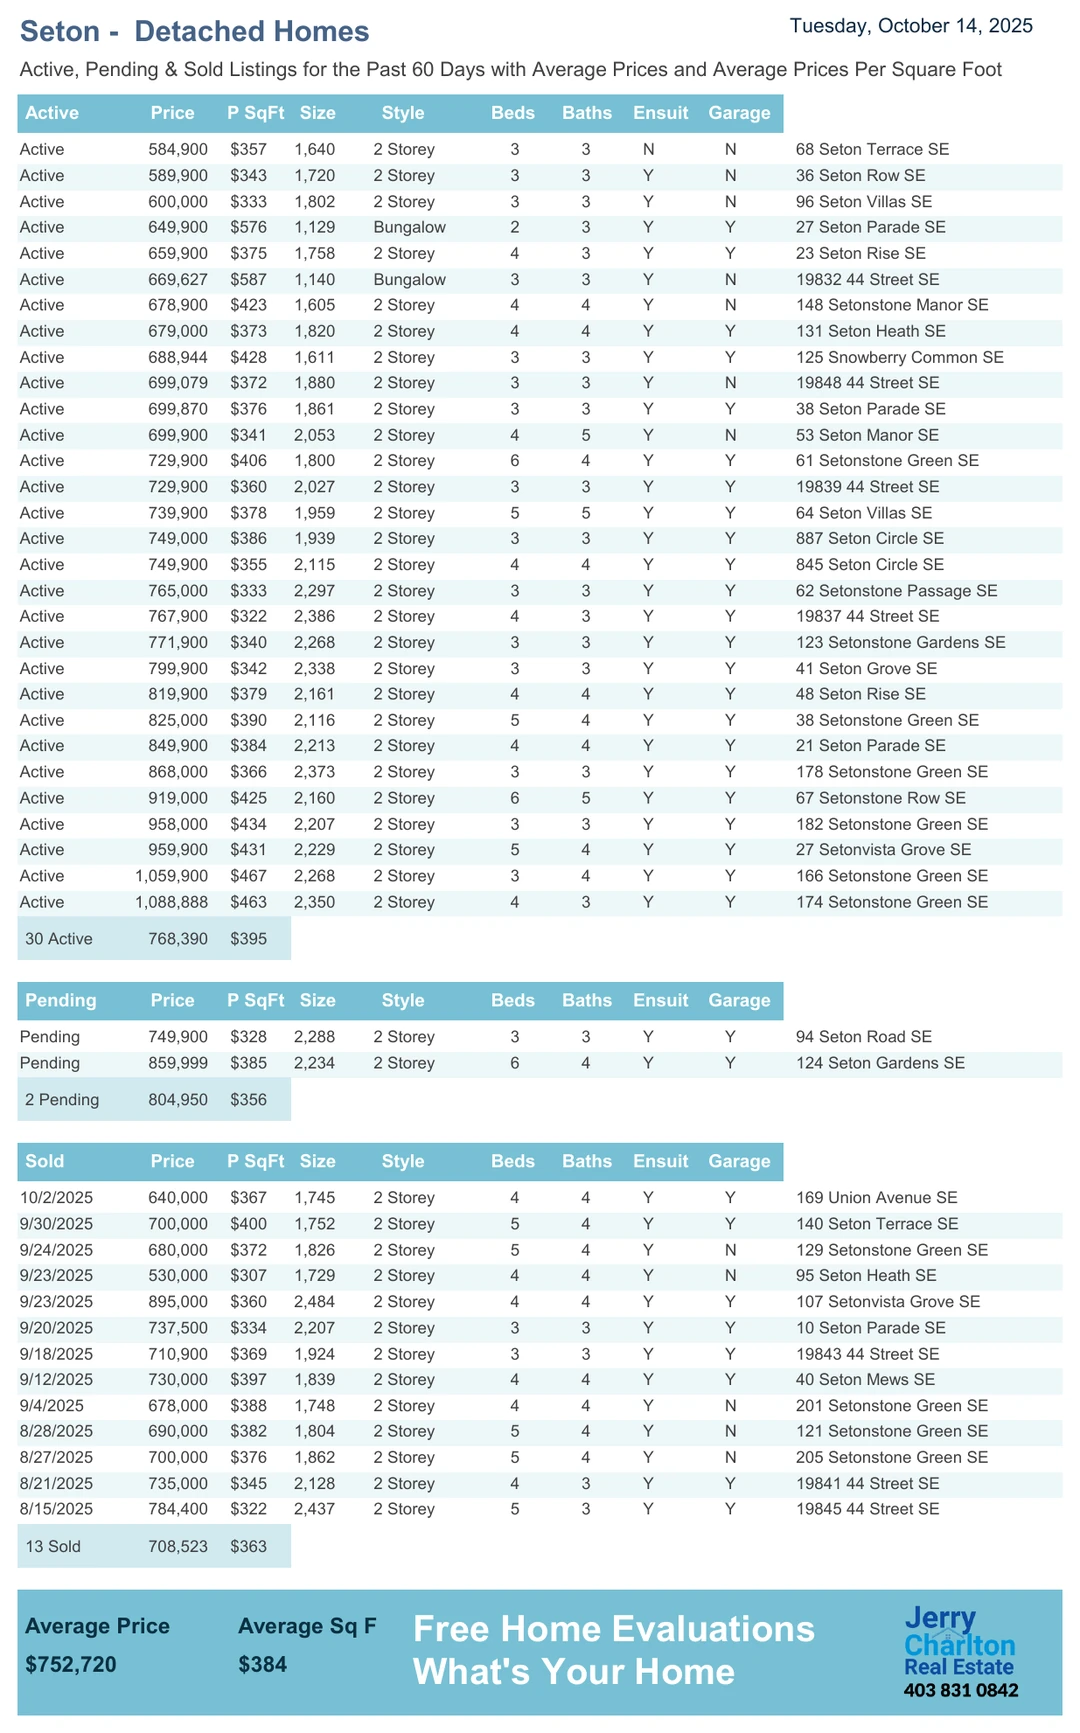 Seton - Detached Homes Tuesday, October 14, 2025
Active, Pending & Sold Listings for the Past 60 Days with Average Prices and Average Prices Per Square Foot
Active Price P SqFt Size Style Beds Baths Ensuit Garage
Active 584,900 $357 1,640 2 Storey 3 3 N N 68 Seton Terrace SE
Active 589,900 $343 1,720 2 Storey 3 3 Y N 36 Seton Row SE
Active 600,000 $333 1,802 2 Storey 3 3 Y N 96 Seton Villas SE
Active 649,900 $576 1,129 Bungalow 2 3 Y Y 27 Seton Parade SE
Active 659,900 $375 1,758 2 Storey 4 3 Y Y 23 Seton Rise SE
Active 669,627 $587 1,140 Bungalow 3 3 Y N 19832 44 Street SE
Active 678,900 $423 1,605 2 Storey 4 4 Y N 148 Setonstone Manor SE
Active 679,000 $373 1,820 2 Storey 4 4 Y Y 131 Seton Heath SE
Active 688,944 $428 1,611 2 Storey 3 3 Y Y 125 Snowberry Common SE
Active 699,079 $372 1,880 2 Storey 3 3 Y N 19848 44 Street SE
Active 699,870 $376 1,861 2 Storey 3 3 Y Y 38 Seton Parade SE
Active 699,900 $341 2,053 2 Storey 4 5 Y N 53 Seton Manor SE
Active 729,900 $406 1,800 2 Storey 6 4 Y Y 61 Setonstone Green SE
Active 729,900 $360 2,027 2 Storey 3 3 Y Y 19839 44 Street SE
Active 739,900 $378 1,959 2 Storey 5 5 Y Y 64 Seton Villas SE
Active 749,000 $386 1,939 2 Storey 3 3 Y Y 887 Seton Circle SE
Active 749,900 $355 2,115 2 Storey 4 4 Y Y 845 Seton Circle SE
Active 765,000 $333 2,297 2 Storey 3 3 Y Y 62 Setonstone Passage SE
Active 767,900 $322 2,386 2 Storey 4 3 Y Y 19837 44 Street SE
Active 771,900 $340 2,268 2 Storey 3 3 Y Y 123 Setonstone Gardens SE
Active 799,900 $342 2,338 2 Storey 3 3 Y Y 41 Seton Grove SE
Active 819,900 $379 2,161 2 Storey 4 4 Y Y 48 Seton Rise SE
Active 825,000 $390 2,116 2 Storey 5 4 Y Y 38 Setonstone Green SE
Active 849,900 $384 2,213 2 Storey 4 4 Y Y 21 Seton Parade SE
Active 868,000 $366 2,373 2 Storey 3 3 Y Y 178 Setonstone Green SE
Active 919,000 $425 2,160 2 Storey 6 5 Y Y 67 Setonstone Row SE
Active 958,000 $434 2,207 2 Storey 3 3 Y Y 182 Setonstone Green SE
Active 959,900 $431 2,229 2 Storey 5 4 Y Y 27 Setonvista Grove SE
Active 1,059,900 $467 2,268 2 Storey 3 4 Y Y 166 Setonstone Green SE
Active 1,088,888 $463 2,350 2 Storey 4 3 Y Y 174 Setonstone Green SE
30 Active 768,390 $395
Pending Price P SqFt Size Style Beds Baths Ensuit Garage
Pending 749,900 $328 2,288 2 Storey 3 3 Y Y 94 Seton Road SE
Pending 859,999 $385 2,234 2 Storey 6 4 Y Y 124 Seton Gardens SE
2 Pending 804,950 $356
Sold Price P SqFt Size Style Beds Baths Ensuit Garage
10/2/2025 640,000 $367 1,745 2 Storey 4 4 Y Y 169 Union Avenue SE
9/30/2025 700,000 $400 1,752 2 Storey 5 4 Y Y 140 Seton Terrace SE
9/24/2025 680,000 $372 1,826 2 Storey 5 4 Y N 129 Setonstone Green SE
9/23/2025 530,000 $307 1,729 2 Storey 4 4 Y N 95 Seton Heath SE
9/23/2025 895,000 $360 2,484 2 Storey 4 4 Y Y 107 Setonvista Grove SE
9/20/2025 737,500 $334 2,207 2 Storey 3 3 Y Y 10 Seton Parade SE
9/18/2025 710,900 $369 1,924 2 Storey 3 3 Y Y 19843 44 Street SE
9/12/2025 730,000 $397 1,839 2 Storey 4 4 Y Y 40 Seton Mews SE
9/4/2025 678,000 $388 1,748 2 Storey 4 4 Y N 201 Setonstone Green SE
8/28/2025 690,000 $382 1,804 2 Storey 5 4 Y N 121 Setonstone Green SE
8/27/2025 700,000 $376 1,862 2 Storey 5 4 Y N 205 Setonstone Green SE
8/21/2025 735,000 $345 2,128 2 Storey 4 3 Y Y 19841 44 Street SE
8/15/2025 784,400 $322 2,437 2 Storey 5 3 Y Y 19845 44 Street SE
13 Sold 708,523 $363
Average Price Average Sq F
$752,720 $384
Free Home Evaluations
What's Your Home
Jerry
Charlton
Real Estate
403 831 0842